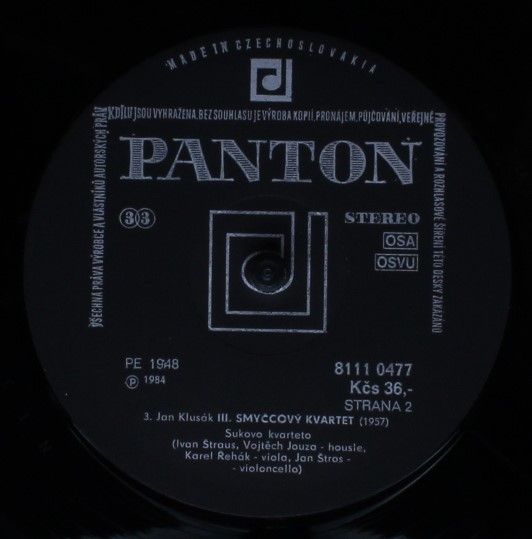 MADE IN CZECHOSLOVAKIA
VŠECHNA PRÁVA VÝROBCE A VLASTNÍKŮ AUTORSKÝCH PRÁV
K DÍLU JSOU VYHRAZENA. BEZ SOUHLASU JE VÝROBA KOPIÍ, PRONÁJEM, PŮJČOVÁNÍ, VEŘEJNÉ
PROVOZOVÁNÍ A ROZHLASOVÉ ŠÍŘENÍ TÉTO DESKY ZAKÁZÁNO
PANTON
33
STEREO
OSA
OSVU
PE 1948
℗ 1984
8111 0477
Kčs 36,-
STRANA 2
3. Jan Klusák III. SMYČCOVÝ KVARTET (1957)
Sukovo kvarteto
(Ivan Štraus, Vojtěch Jouza - housle,
Karel Řehák - viola, Jan Štros -
- violoncello)